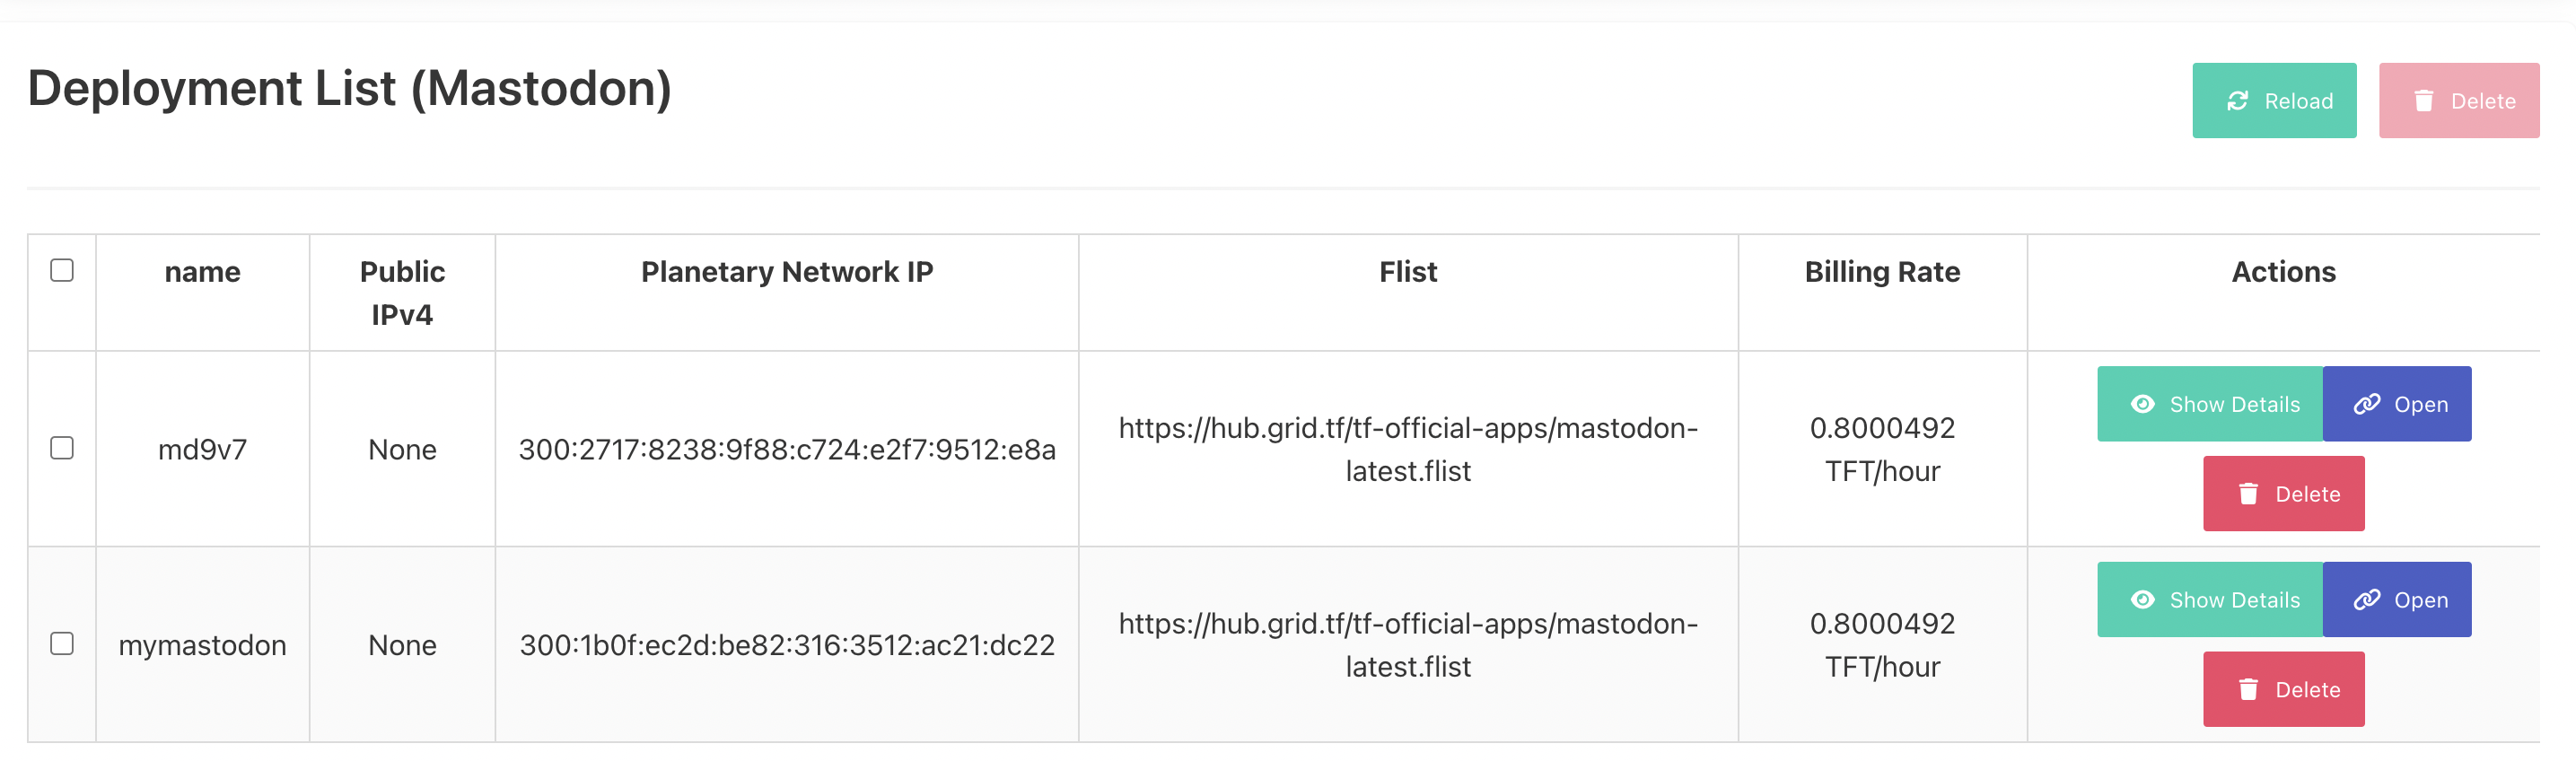 Deployment List (Mastodon)
Reload
Delete
name
Public
IPv4
Planetary Network IP
Flist
Billing Rate
Actions
md9v7
None
300:2717:8238:9f88:c724:e2f7:9512:e8a
https://hub.grid.tf/tf-official-apps/mastodon-
latest.flist
0.8000492
TFT/hour
Show Details
Open
Delete
mymastodon
None
300:1b0f:ec2d:be82:316:3512:ac21:dc22
https://hub.grid.tf/tf-official-apps/mastodon-
latest.flist
0.8000492
TFT/hour
Show Details
Open
Delete